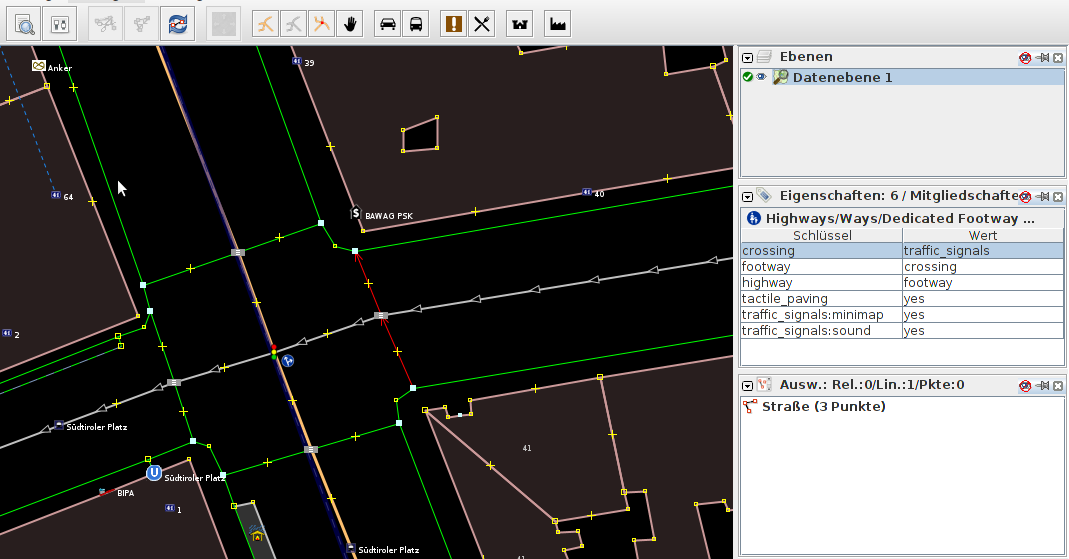 Anker
39
64
40
BAWAG PSK
2
Südtiroler Platz
41
Südtiroler Platz
BIPA
1
Südtiroler Platz
41
U
S
Ebenen
Datenebene 1
Eigenschaften: 6 / Mitgliedschafte
Highways/Ways/Dedicated Footway ...
Schlüssel Wert
crossing traffic_signals
footway crossing
highway footway
tactile_paving yes
traffic_signals:minimap yes
traffic_signals:sound yes
Ausw.: Rel.:0/Lin.:1/Pkte:0
Straße (3 Punkte)